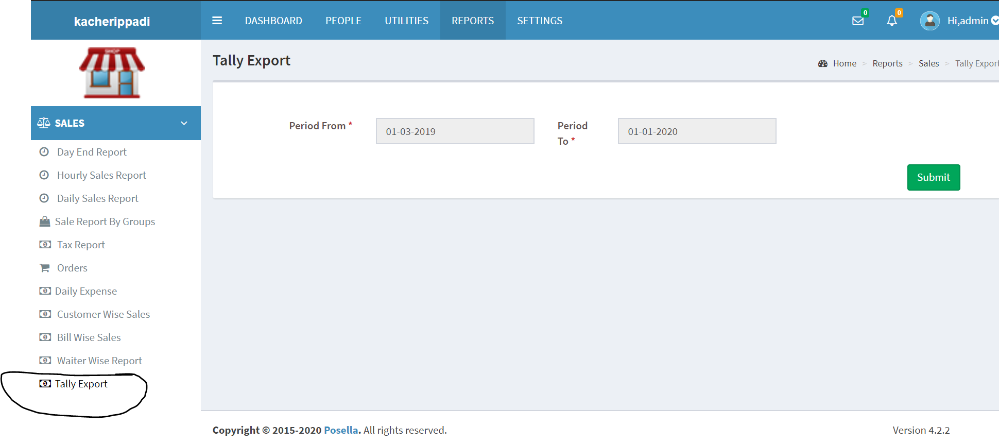 kacherippadi
DASHBOARD PEOPLE UTILITIES REPORTS SETTINGS
0 0 Hi,admin
SHOP
Tally Export
Home > Reports > Sales > Tally Export
SALES
Day End Report
Hourly Sales Report
Daily Sales Report
Sale Report By Groups
Tax Report
Orders
Daily Expense
Customer Wise Sales
Bill Wise Sales
Waiter Wise Report
Tally Export
Period From * 01-03-2019
Period To * 01-01-2020
Submit
Copyright © 2015-2020 Posella. All rights reserved.
Version 4.2.2